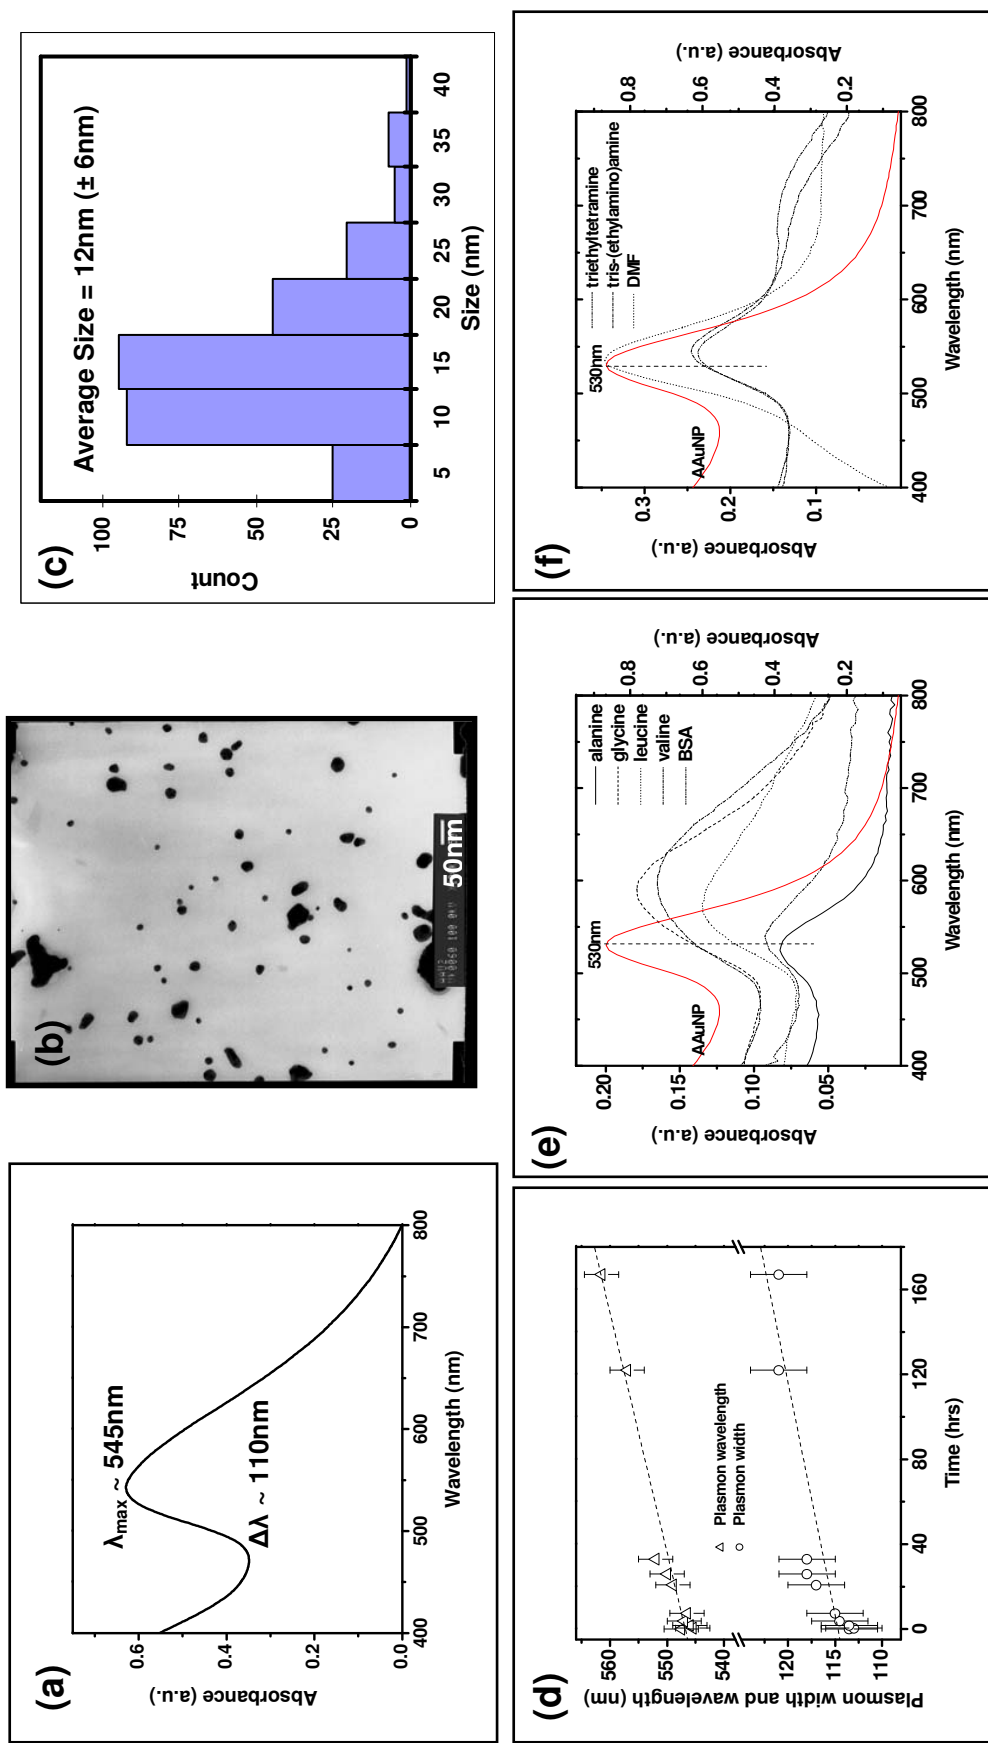 (a)
λmax ~ 545nm
Δλ ~ 110nm
0.6
0.4
0.2
0.0
Absorbance (a.u.)
400 500 600 700 800
Wavelength (nm)
(b)
50nm
(c)
Average Size = 12nm (± 6nm)
100
75
50
25
0
Count
5 10 15 20 25 30 35 40
Size (nm)
(d)
560
550
540
120
110
Plasmon width and wavelength (nm)
Plasmon wavelength
Plasmon width
0 40 80 120 160
Time (hrs)
(e)
530nm
AAuNP
alanine
glycine
leucine
valine
BSA
0.20
0.15
0.10
0.05
Absorbance (a.u.)
0.8
0.6
0.4
0.2
Absorbance (a.u.)
400 500 600 700 800
Wavelength (nm)
(f)
530nm
AAuNP
triethyltetramine
tris-(ethylamino)amine
DMF
0.3
0.2
0.1
Absorbance (a.u.)
0.8
0.6
0.4
0.2
Absorbance (a.u.)
400 500 600 700 800
Wavelength (nm)